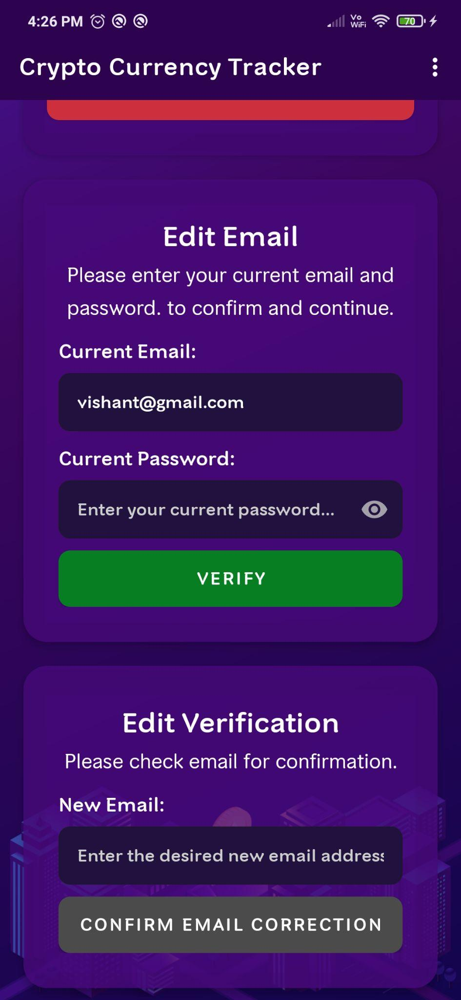 4:26 PM
Vo
WiFi
70
Crypto Currency Tracker
Edit Email
Please enter your current email and
password. to confirm and continue.
Current Email:
vishant@gmail.com
Current Password:
Enter your current password...
VERIFY
Edit Verification
Please check email for confirmation.
New Email:
Enter the desired new email address
CONFIRM EMAIL CORRECTION